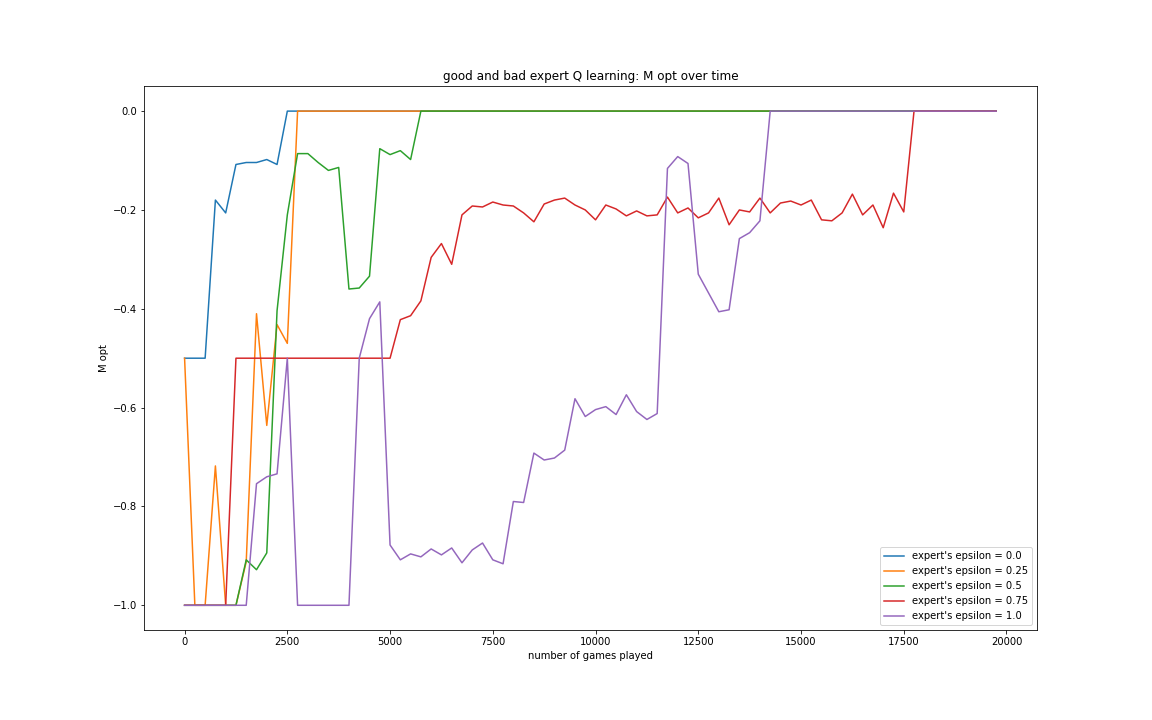 good and bad expert Q learning: M opt over time
0.0
−0.2
−0.4
−0.6
−0.8
−1.0
M opt
0 2500 5000 7500 10000 12500 15000 17500 20000
number of games played
expert's epsilon = 0.0
expert's epsilon = 0.25
expert's epsilon = 0.5
expert's epsilon = 0.75
expert's epsilon = 1.0